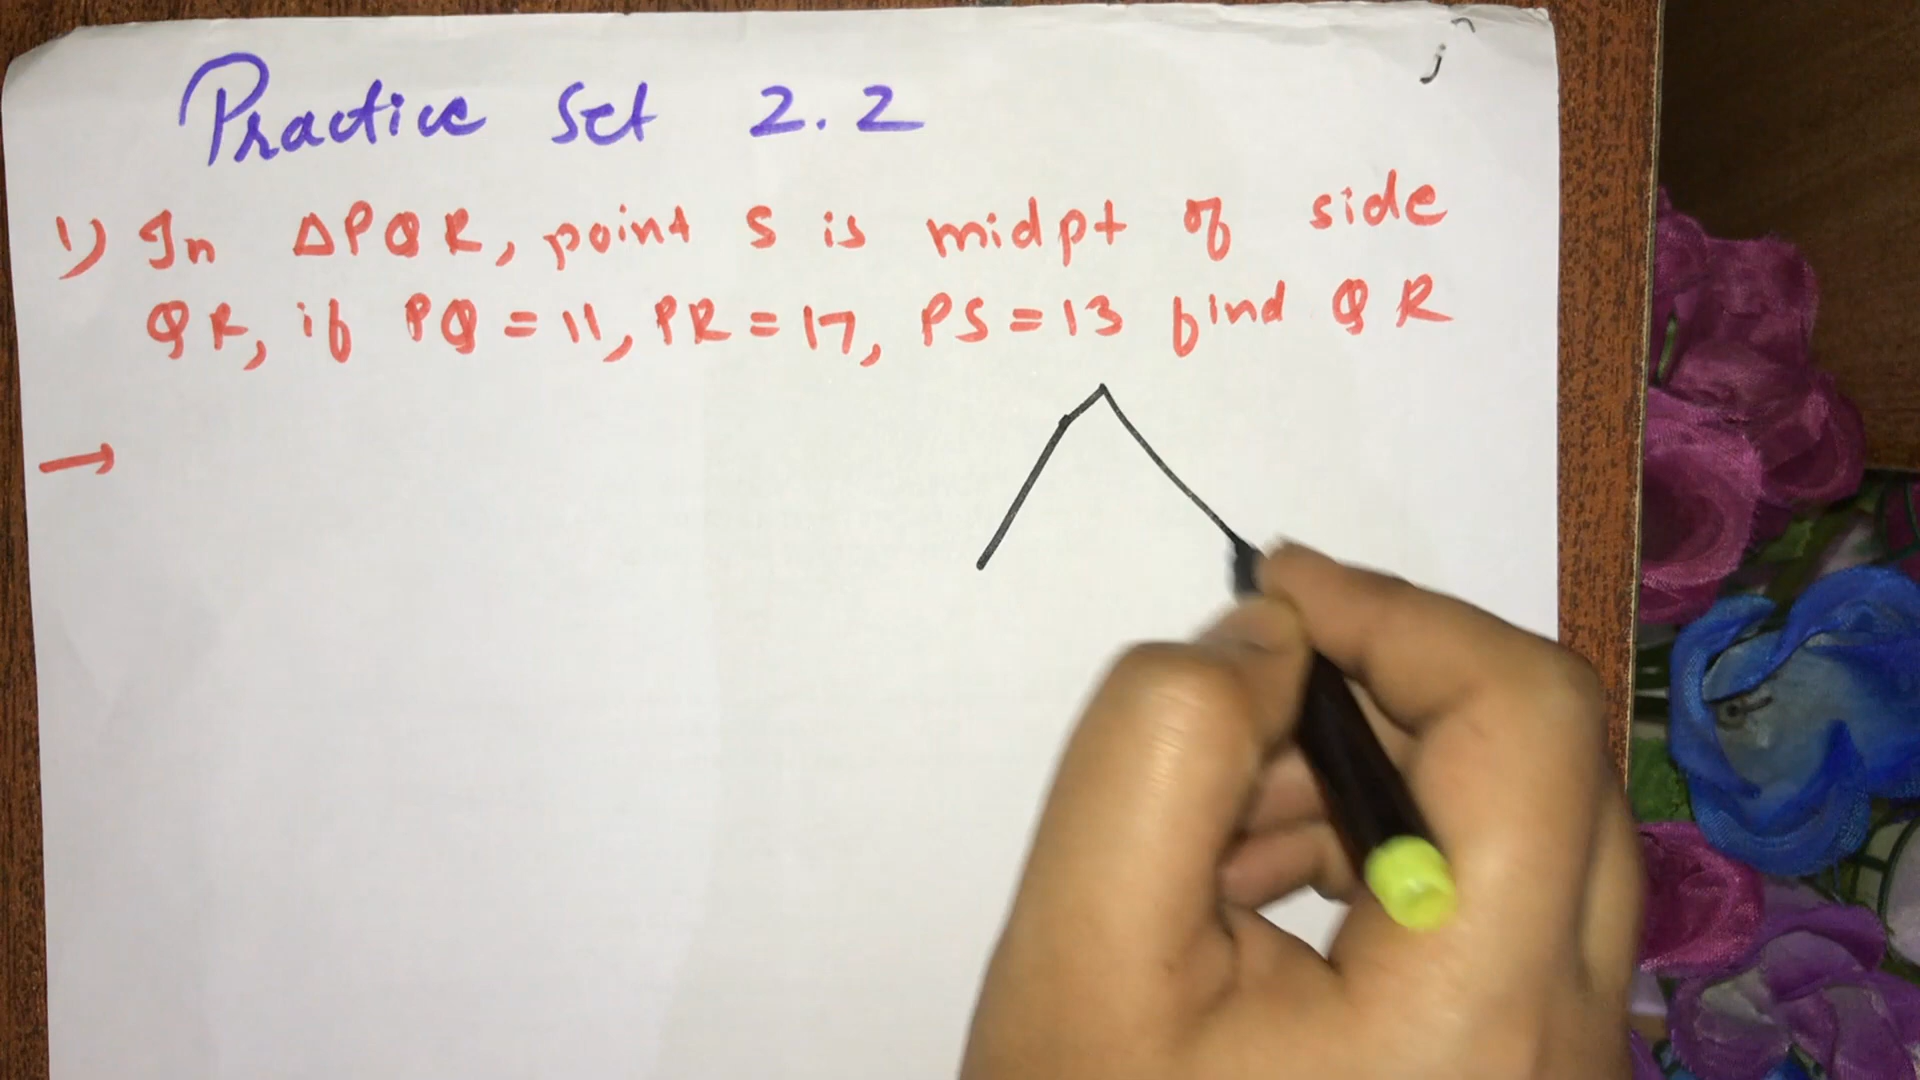 Practice Set 2.2
1) In ΔPQR, point S is midpt of side
QR, if PQ = 11, PR = 17, PS = 13 find QR
→